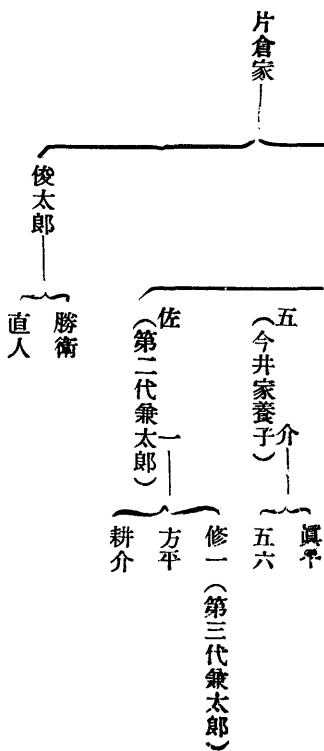 片倉家
五介
（今井家養子）
眞平
五六
佐一
（第二代兼太郎）
修一（第三代兼太郎）
方平
耕介
俊太郎
勝衛
直人